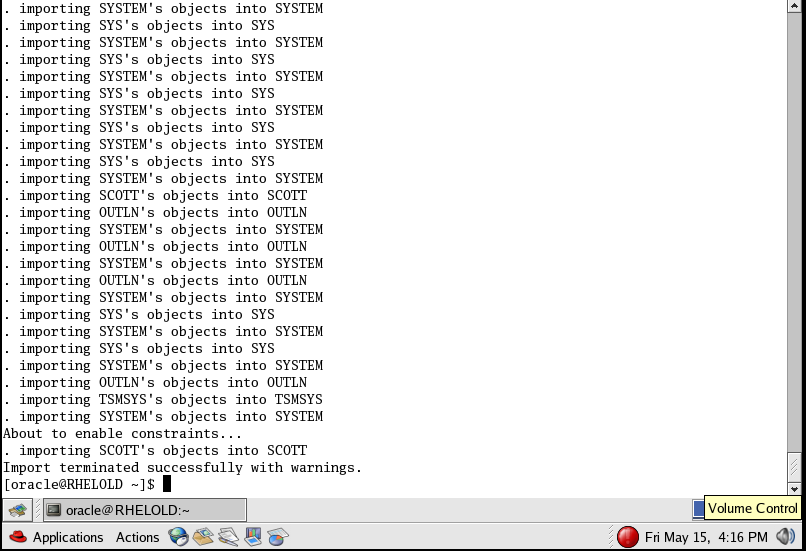 . importing SYSTEM's objects into SYSTEM
. importing SYS's objects into SYS
. importing SYSTEM's objects into SYSTEM
. importing SYS's objects into SYS
. importing SYSTEM's objects into SYSTEM
. importing SYS's objects into SYS
. importing SYSTEM's objects into SYSTEM
. importing SYS's objects into SYS
. importing SYSTEM's objects into SYSTEM
. importing SYS's objects into SYS
. importing SYSTEM's objects into SYSTEM
. importing SCOTT's objects into SCOTT
. importing OUTLN's objects into OUTLN
. importing SYSTEM's objects into SYSTEM
. importing OUTLN's objects into OUTLN
. importing SYSTEM's objects into SYSTEM
. importing OUTLN's objects into OUTLN
. importing SYSTEM's objects into SYSTEM
. importing SYS's objects into SYS
. importing SYSTEM's objects into SYSTEM
. importing SYS's objects into SYS
. importing SYSTEM's objects into SYSTEM
. importing OUTLN's objects into OUTLN
. importing TSMSYS's objects into TSMSYS
. importing SYSTEM's objects into SYSTEM
About to enable constraints...
. importing SCOTT's objects into SCOTT
Import terminated successfully with warnings.
[oracle@RHELOLD ~]$
oracle@RHELOLD:~ Volume Control
Applications Actions Fri May 15, 4:16 PM